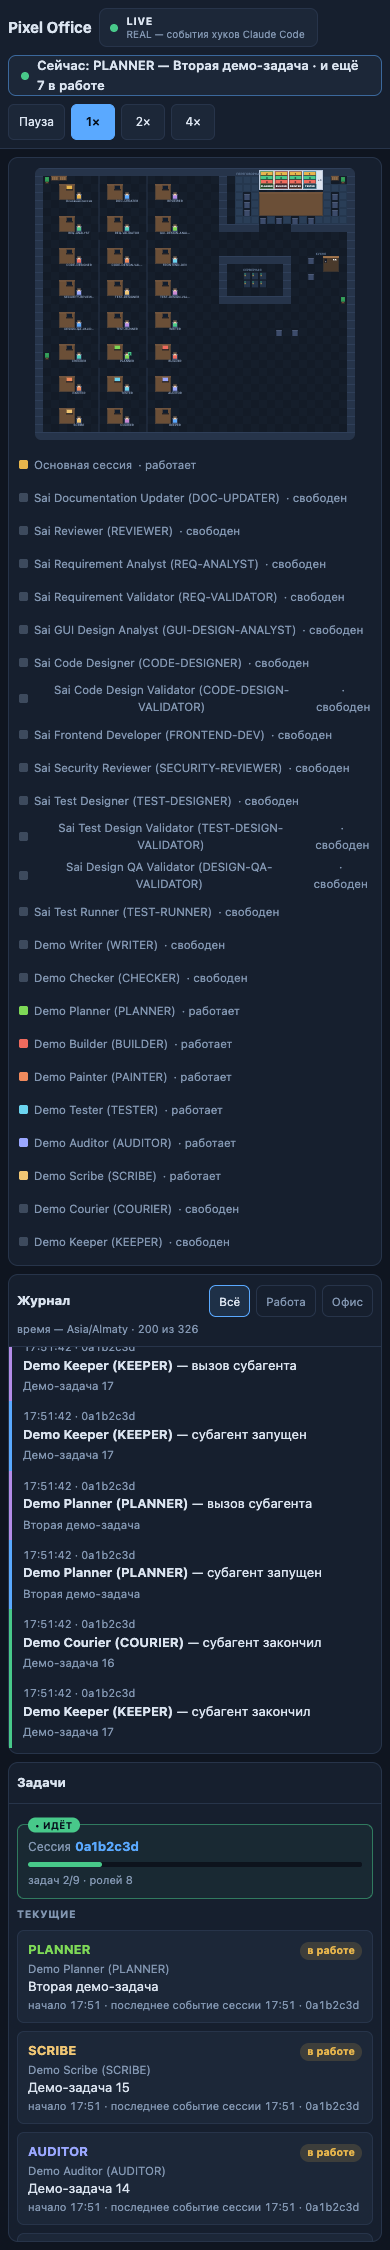 Pixel Office
LIVE
REAL — события хуков Claude Code
Сейчас: PLANNER — Вторая демо-задача · и ещё
7 в работе
Пауза
1×
2×
4×
Основная сессия · работает
Sai Documentation Updater (DOC-UPDATER) · свободен
Sai Reviewer (REVIEWER) · свободен
Sai Requirement Analyst (REQ-ANALYST) · свободен
Sai Requirement Validator (REQ-VALIDATOR) · свободен
Sai GUI Design Analyst (GUI-DESIGN-ANALYST) · свободен
Sai Code Designer (CODE-DESIGNER) · свободен
Sai Code Design Validator (CODE-DESIGN-
VALIDATOR)
·
свободен
Sai Frontend Developer (FRONTEND-DEV) · свободен
Sai Security Reviewer (SECURITY-REVIEWER) · свободен
Sai Test Designer (TEST-DESIGNER) · свободен
Sai Test Design Validator (TEST-DESIGN-
VALIDATOR)
·
свободен
Sai Design QA Validator (DESIGN-QA-
VALIDATOR)
·
свободен
Sai Test Runner (TEST-RUNNER) · свободен
Demo Writer (WRITER) · свободен
Demo Checker (CHECKER) · свободен
Demo Planner (PLANNER) · работает
Demo Builder (BUILDER) · работает
Demo Painter (PAINTER) · работает
Demo Tester (TESTER) · работает
Demo Auditor (AUDITOR) · работает
Demo Scribe (SCRIBE) · работает
Demo Courier (COURIER) · свободен
Demo Keeper (KEEPER) · свободен
Журнал
Всё
Работа
Офис
время — Asia/Almaty · 200 из 326
17:51:42 · 0a1b2c3d
Demo Keeper (KEEPER) — вызов субагента
Демо-задача 17
17:51:42 · 0a1b2c3d
Demo Keeper (KEEPER) — субагент запущен
Демо-задача 17
17:51:42 · 0a1b2c3d
Demo Planner (PLANNER) — вызов субагента
Вторая демо-задача
17:51:42 · 0a1b2c3d
Demo Planner (PLANNER) — субагент запущен
Вторая демо-задача
17:51:42 · 0a1b2c3d
Demo Courier (COURIER) — субагент закончил
Демо-задача 16
17:51:42 · 0a1b2c3d
Demo Keeper (KEEPER) — субагент закончил
Демо-задача 17
Задачи
• ИДЁТ
Сессия 0a1b2c3d
задач 2/9 · ролей 8
ТЕКУЩИЕ
PLANNER
в работе
Demo Planner (PLANNER)
Вторая демо-задача
начало 17:51 · последнее событие сессии 17:51 · 0a1b2c3d
SCRIBE
в работе
Demo Scribe (SCRIBE)
Демо-задача 15
начало 17:51 · последнее событие сессии 17:51 · 0a1b2c3d
AUDITOR
в работе
Demo Auditor (AUDITOR)
Демо-задача 14
начало 17:51 · последнее событие сессии 17:51 · 0a1b2c3d